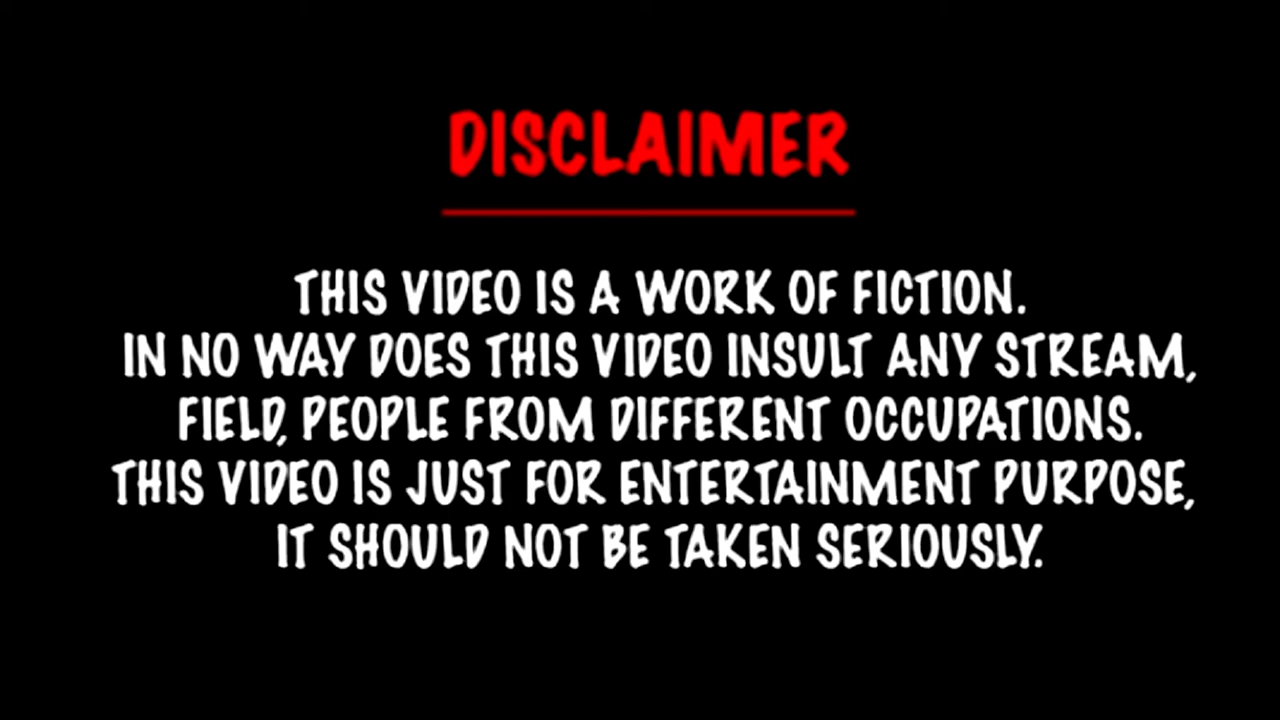 DISCLAIMER
THIS VIDEO IS A WORK OF FICTION.
IN NO WAY DOES THIS VIDEO INSULT ANY STREAM,
FIELD, PEOPLE FROM DIFFERENT OCCUPATIONS.
THIS VIDEO IS JUST FOR ENTERTAINMENT PURPOSE,
IT SHOULD NOT BE TAKEN SERIOUSLY.